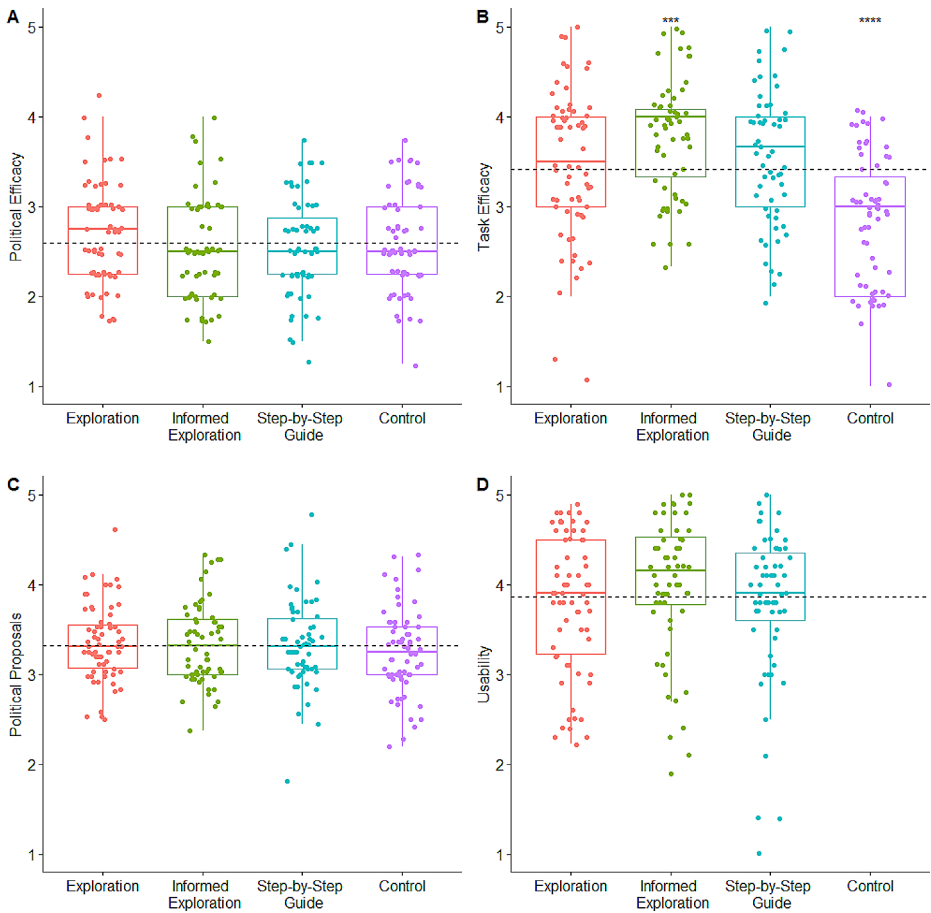 A
Political Efficacy
5
4
3
2
1
Exploration
Informed
Exploration
Step-by-Step
Guide
Control
B
Task Efficacy
5
4
3
2
1
***
****
Exploration
Informed
Exploration
Step-by-Step
Guide
Control
C
Political Proposals
5
4
3
2
1
Exploration
Informed
Exploration
Step-by-Step
Guide
Control
D
Usability
5
4
3
2
1
Exploration
Informed
Exploration
Step-by-Step
Guide
Control